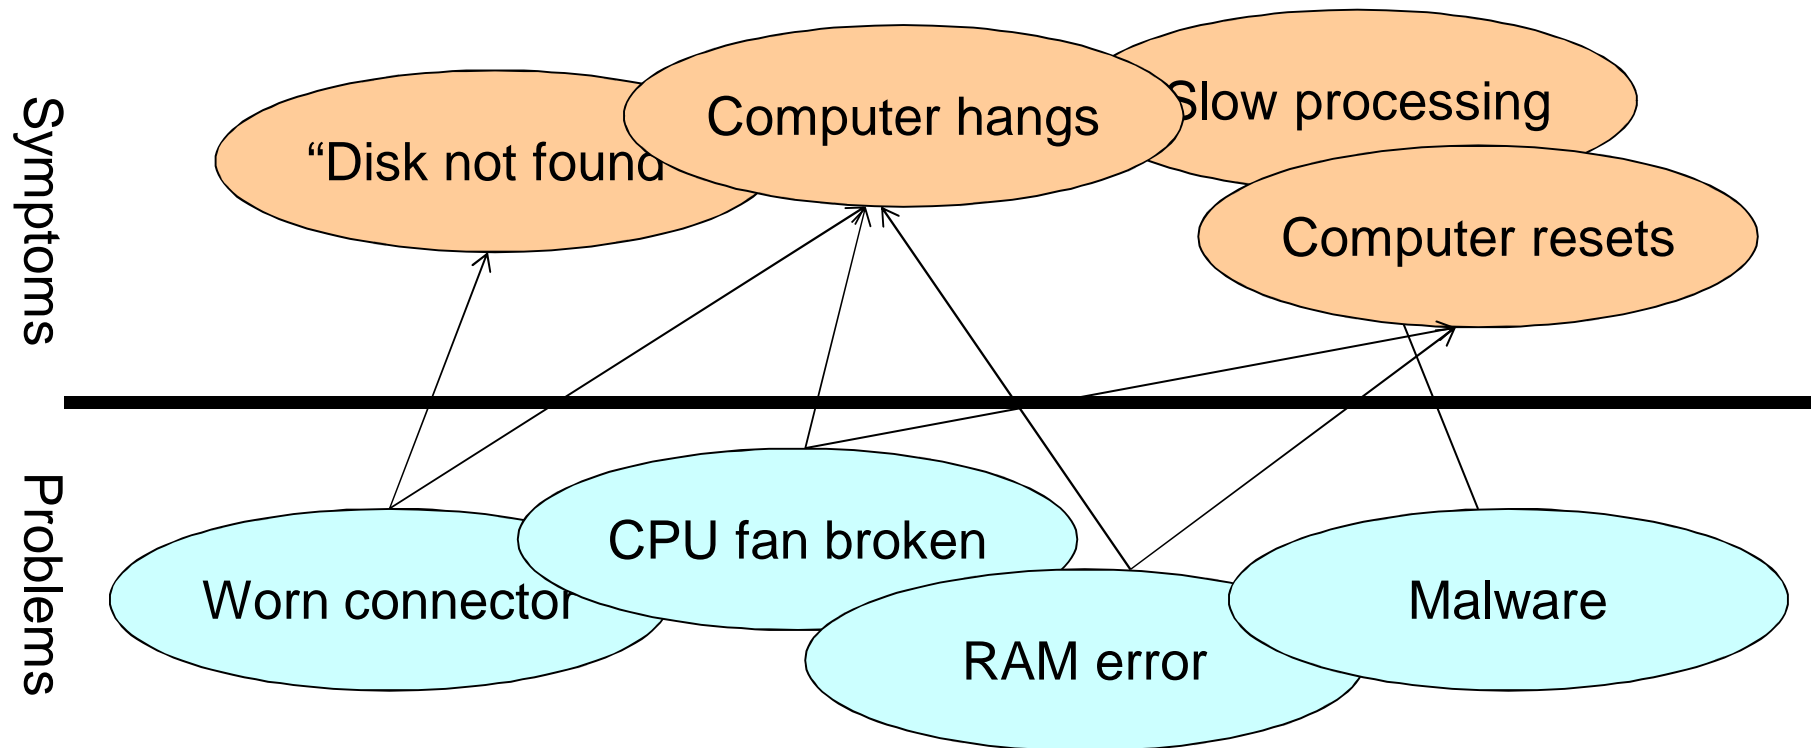 Symptoms
“Disk not found
Computer hangs
Slow processing
Computer resets
Problems
Worn connector
CPU fan broken
RAM error
Malware